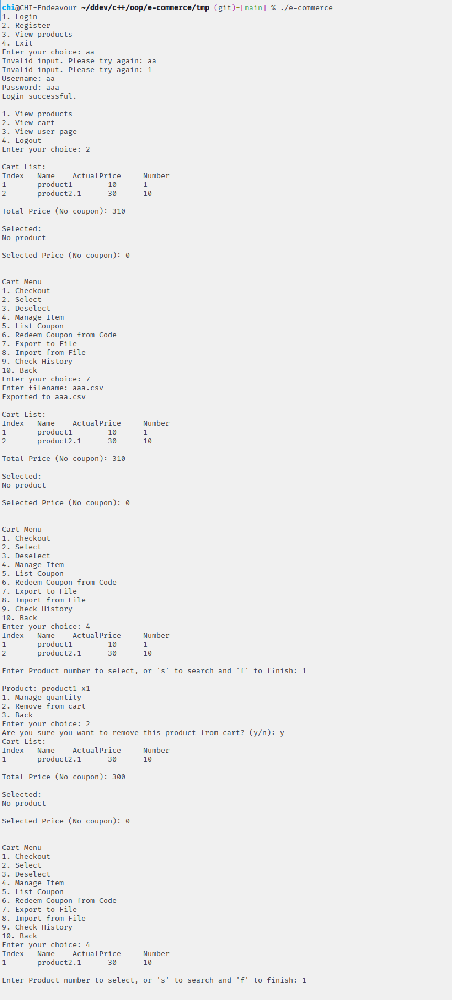 chi@CHI-Endeavour ~/ddev/c++/oop/e-commerce/tmp (git)-[main] % ./e-commerce
1. Login
2. Register
3. View products
4. Exit
Enter your choice: aa
Invalid input. Please try again: aa
Invalid input. Please try again: 1
Username: aa
Password: aaa
Login successful.

1. View products
2. View cart
3. View user page
4. Logout
Enter your choice: 2

Cart List:
Index   Name    ActualPrice     Number
1       product1        10      1
2       product2.1      30      10

Total Price (No coupon): 310

Selected:
No product

Selected Price (No coupon): 0


Cart Menu
1. Checkout
2. Select
3. Deselect
4. Manage Item
5. List Coupon
6. Redeem Coupon from Code
7. Export to File
8. Import from File
9. Check History
10. Back
Enter your choice: 7
Enter filename: aaa.csv
Exported to aaa.csv

Cart List:
Index   Name    ActualPrice     Number
1       product1        10      1
2       product2.1      30      10

Total Price (No coupon): 310

Selected:
No product

Selected Price (No coupon): 0


Cart Menu
1. Checkout
2. Select
3. Deselect
4. Manage Item
5. List Coupon
6. Redeem Coupon from Code
7. Export to File
8. Import from File
9. Check History
10. Back
Enter your choice: 4
Index   Name    ActualPrice     Number
1       product1        10      1
2       product2.1      30      10

Enter Product number to select, or 's' to search and 'f' to finish: 1

Product: product1 x1
1. Manage quantity
2. Remove from cart
3. Back
Enter your choice: 2
Are you sure you want to remove this product from cart? (y/n): y
Cart List:
Index   Name    ActualPrice     Number
1       product2.1      30      10

Total Price (No coupon): 300

Selected:
No product

Selected Price (No coupon): 0


Cart Menu
1. Checkout
2. Select
3. Deselect
4. Manage Item
5. List Coupon
6. Redeem Coupon from Code
7. Export to File
8. Import from File
9. Check History
10. Back
Enter your choice: 4
Index   Name    ActualPrice     Number
1       product2.1      30      10

Enter Product number to select, or 's' to search and 'f' to finish: 1